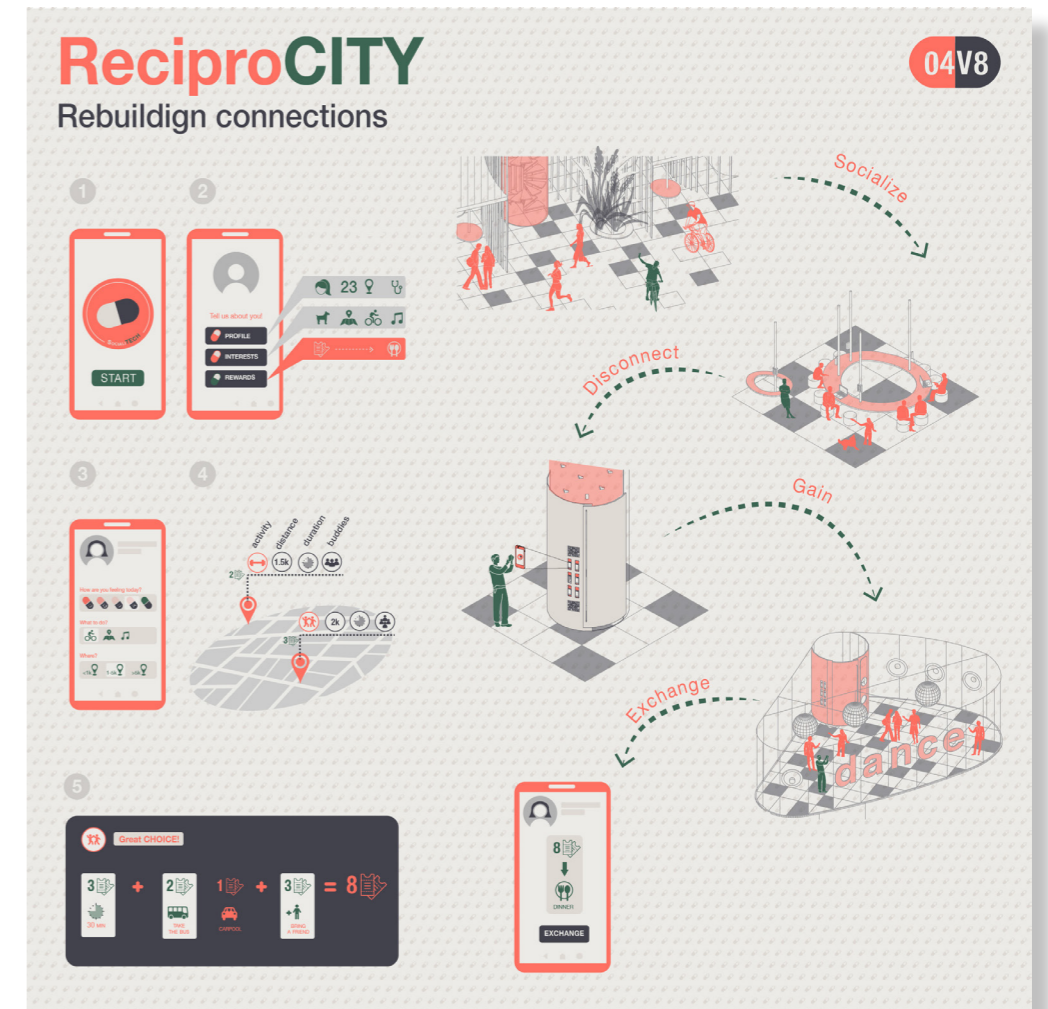 ReciproCITY
04V8
Rebuildign connections
1
2
START
Tell us about you!
PROFILE
INTERESTS
REWARDS
23
Socialize
Disconnect
Gain
Exchange
3
4
How are you feeling today?
What to do?
Where?
activity
distance
duration
buddies
2
1.5k
3
2k
dance
5
Great CHOICE!
3 + 2 1 + 3 = 8
TAKE
THE BUS
CARPOOL
BRING
A FRIEND
8
DINNER
EXCHANGE